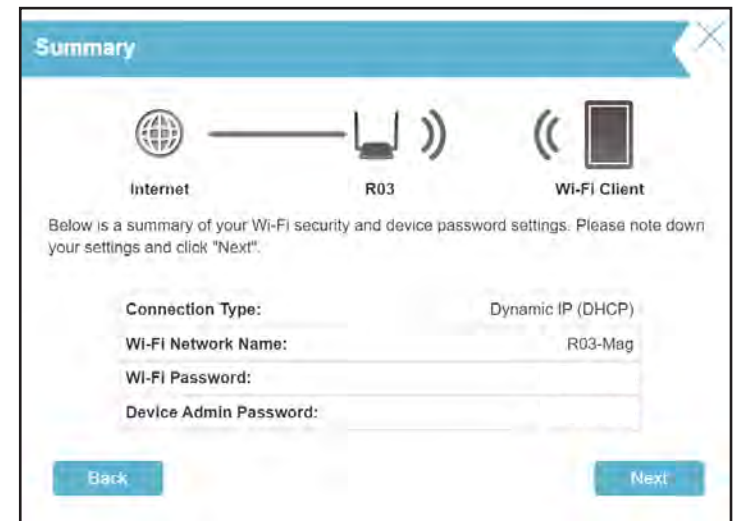 Summary
Internet
R03
Wi-Fi Client
Below is a summary of your Wi-Fi security and device password settings. Please note down
your settings and click "Next".
Connection Type: Dynamic IP (DHCP)
Wi-Fi Network Name: R03-Mag
Wi-Fi Password:
Device Admin Password:
Back
Next